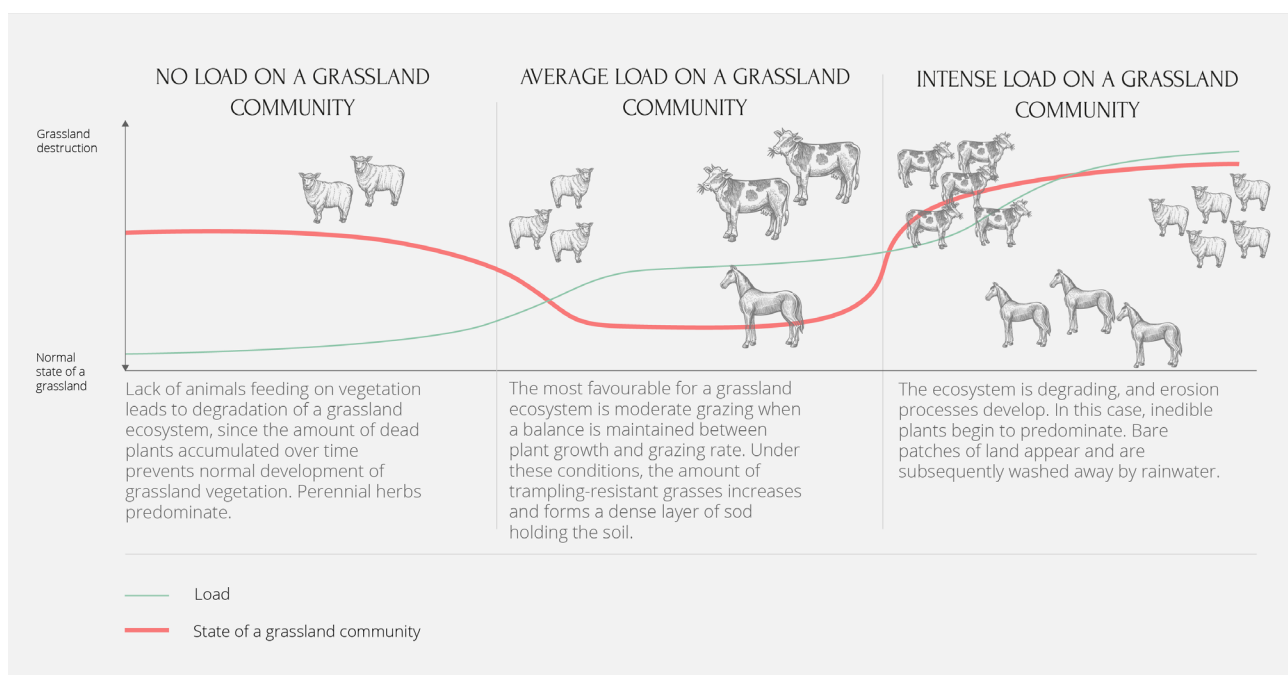 NO LOAD ON A GRASSLAND
COMMUNITY
AVERAGE LOAD ON A GRASSLAND
COMMUNITY
INTENSE LOAD ON A GRASSLAND
COMMUNITY
Grassland
destruction
Normal
state of a
grassland
Lack of animals feeding on vegetation
leads to degradation of a grassland
ecosystem, since the amount of dead
plants accumulated over time
prevents normal development of
grassland vegetation. Perennial herbs
predominate.
The most favourable for a grassland
ecosystem is moderate grazing when
a balance is maintained between
plant growth and grazing rate. Under
these conditions, the amount of
trampling-resistant grasses increases
and forms a dense layer of sod
holding the soil.
The ecosystem is degrading, and erosion
processes develop. In this case, inedible
plants begin to predominate. Bare
patches of land appear and are
subsequently washed away by rainwater.
Load
State of a grassland community